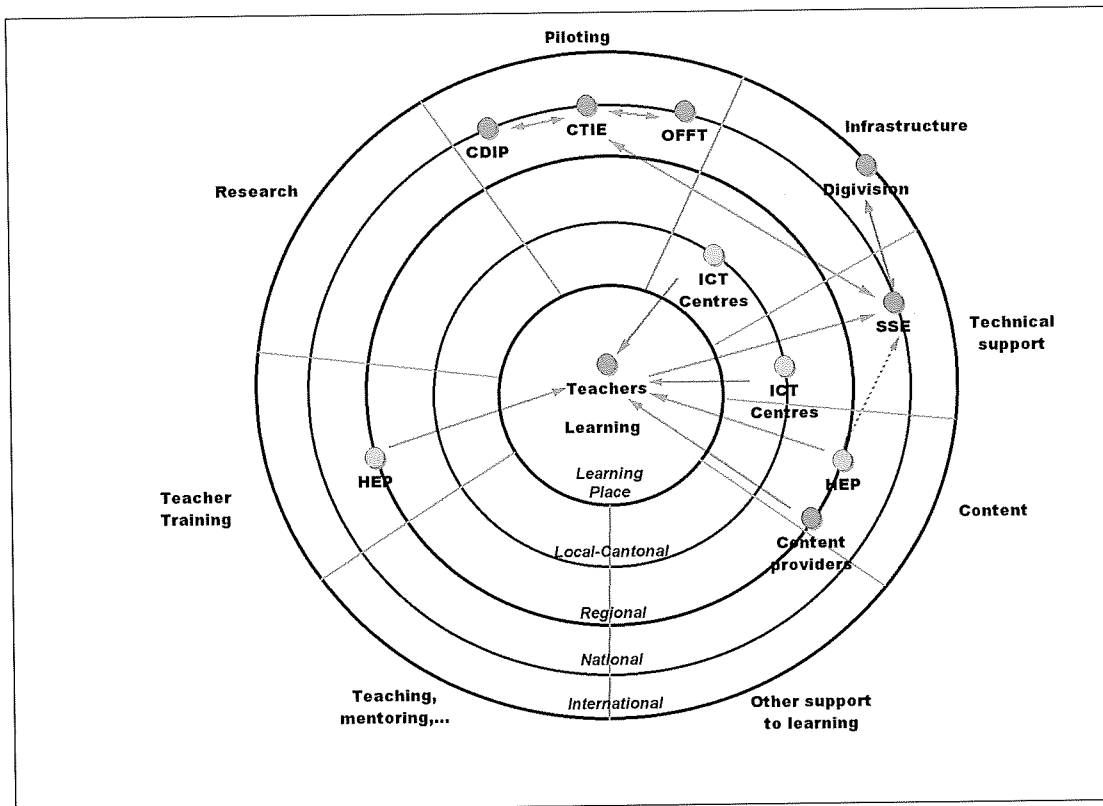 Piloting
Infrastructure
CDIP
CTIE
OFFT
Digivision
Research
ICT
Centres
SSE
Technical
support
Teachers
ICT
Centres
Learning
HEP
Learning
Place
HEP
Teacher
Training
Content
Content
providers
Local-Cantonal
Regional
National
International
Teaching,
mentoring,...
Other support
to learning